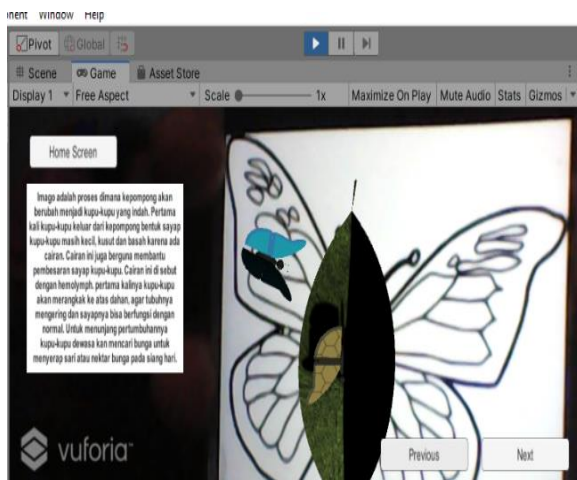 onent Window Help
Pivot Global
Scene Game Asset Store
Display 1 Free Aspect Scale 1x Maximize On Play Mute Audio Stats Gizmos
Home Screen
Imago adalah proses dimana kepompong akan
berubah menjadi kupu-kupu yang indah. Pertama
kali kupu-kupu keluar dari kepompong bentuk sayap
kupu-kupu masih kecil, kusut dan basah karena ada
cairan. Cairan ini juga berguna membantu
pembesaran sayap kupu-kupu. Cairan ini di sebut
dengan hemolymph. pertama kalinya kupu-kupu
akan merangkak ke atas dahan, agar tubuhnya
mengering dan sayapnya bisa berfungsi dengan
normal. Untuk menunjang pertumbuhannya
kupu-kupu dewasa kan mencari bunga untuk
menyerap sari atau nektar bunga pada siang hari.
vuforia™
Previous Next